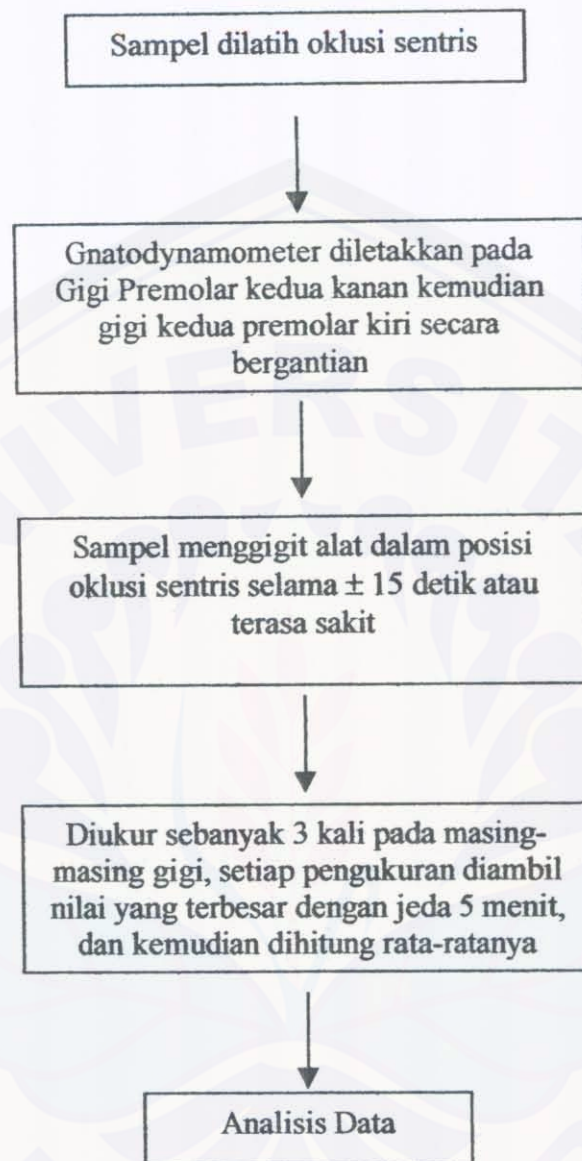 Sampel dilatih oklusi sentris
Gnatodynamometer diletakkan pada
Gigi Premolar kedua kanan kemudian
gigi kedua premolar kiri secara
bergantian
Sampel menggigit alat dalam posisi
oklusi sentris selama ± 15 detik atau
terasa sakit
Diukur sebanyak 3 kali pada masing-
masing gigi, setiap pengukuran diambil
nilai yang terbesar dengan jeda 5 menit,
dan kemudian dihitung rata-ratanya
Analisis Data